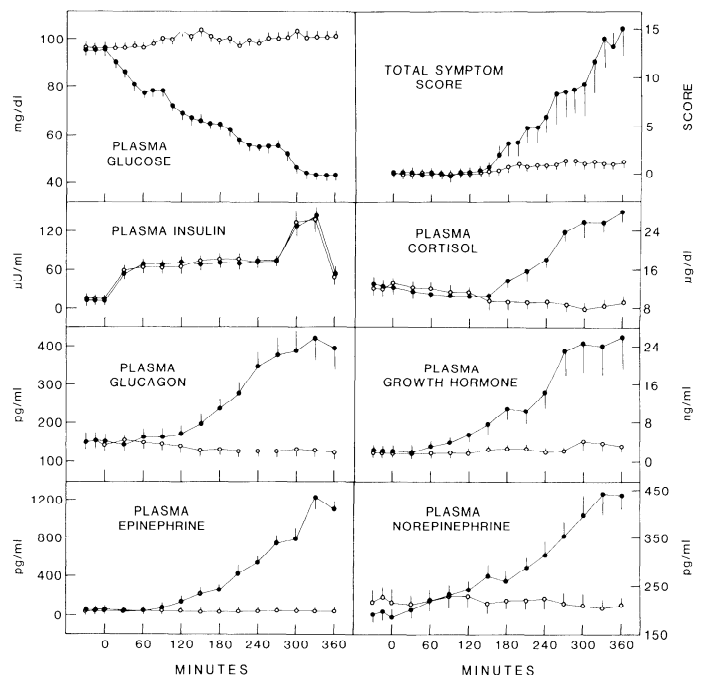 100
80
60
40
mg/dl
PLASMA
GLUCOSE
TOTAL SYMPTOM
SCORE
15
10
5
0
SCORE
120
60
0
µU/ml
PLASMA INSULIN
PLASMA
CORTISOL
24
16
8
µg/dl
400
300
200
100
pg/ml
PLASMA
GLUCAGON
PLASMA
GROWTH HORMONE
24
16
8
0
ng/ml
1200
800
400
0
pg/ml
PLASMA
EPINEPHRINE
PLASMA
NOREPINEPHRINE
450
350
250
150
pg/ml
0 60 120 180 240 300 360
MINUTES
0 60 120 180 240 300 360
MINUTES